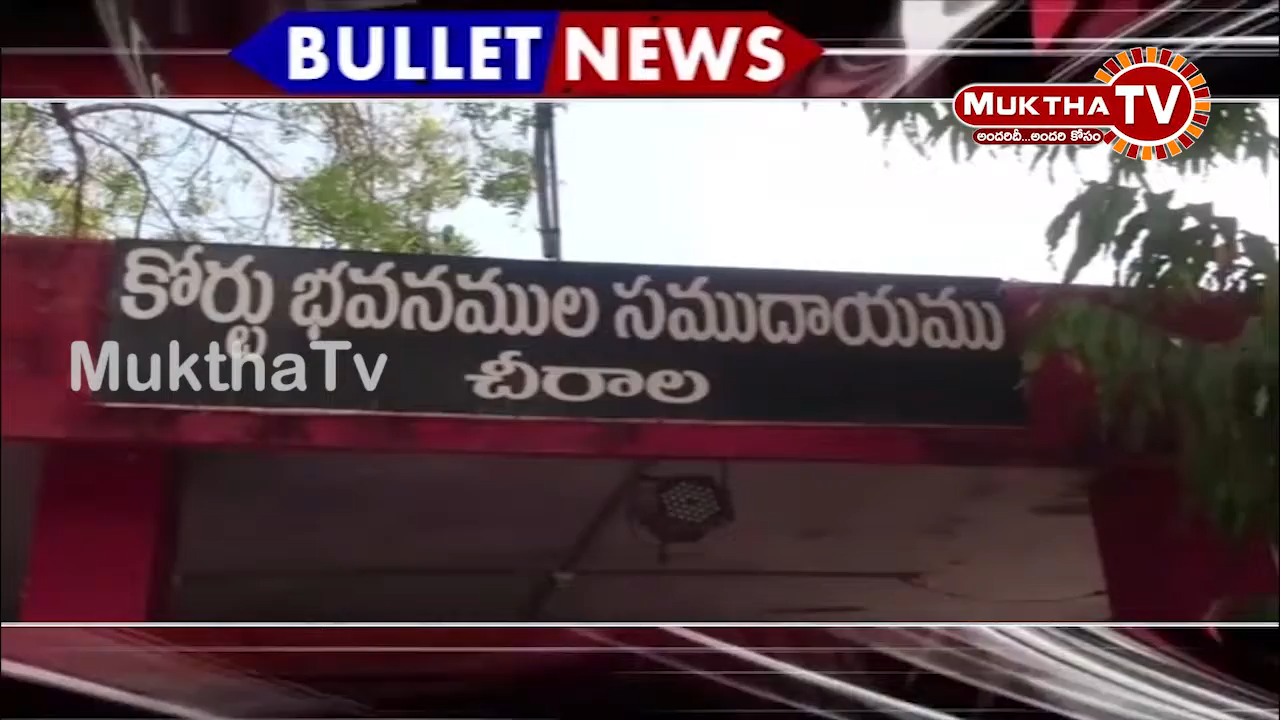 BULLET NEWS
MUKTHA TV
అందరిదీ...అందరి కోసం
కోర్టు భవనముల సముదాయము
MukthaTv
చీరాల